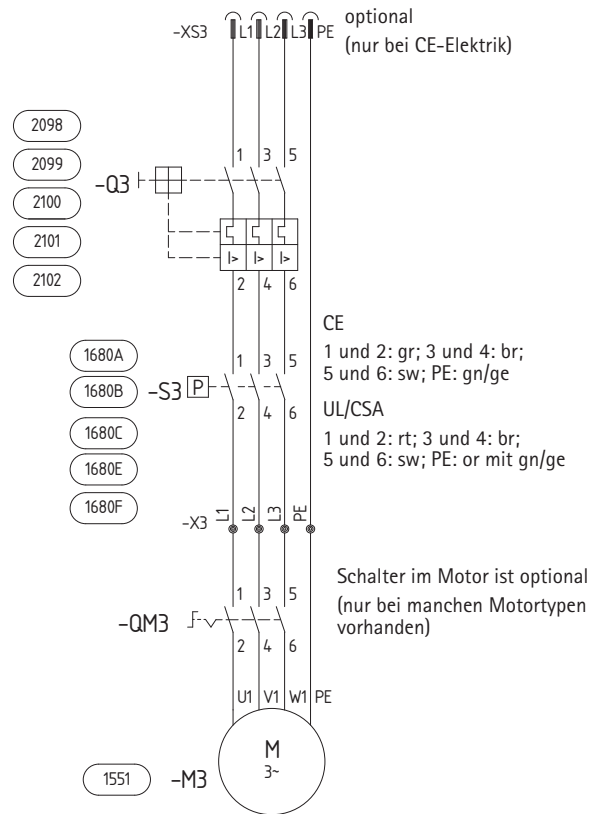 -XS3 L1 L2 L3 PE
optional
(nur bei CE-Elektrik)
2098
2099
2100
2101
2102
-Q3
1 3 5
I> I> I>
2 4 6
CE
1 und 2: gr; 3 und 4: br;
5 und 6: sw; PE: gn/ge
UL/CSA
1 und 2: rt; 3 und 4: br;
5 und 6: sw; PE: or mit gn/ge
1680A
1680B
1680C
1680E
1680F
-S3 P
1 3 5
2 4 6
-X3 L1 L2 L3 PE
Schalter im Motor ist optional
(nur bei manchen Motortypen
vorhanden)
-QM3
1 3 5
2 4 6
U1 V1 W1 PE
M
3~
1551
-M3